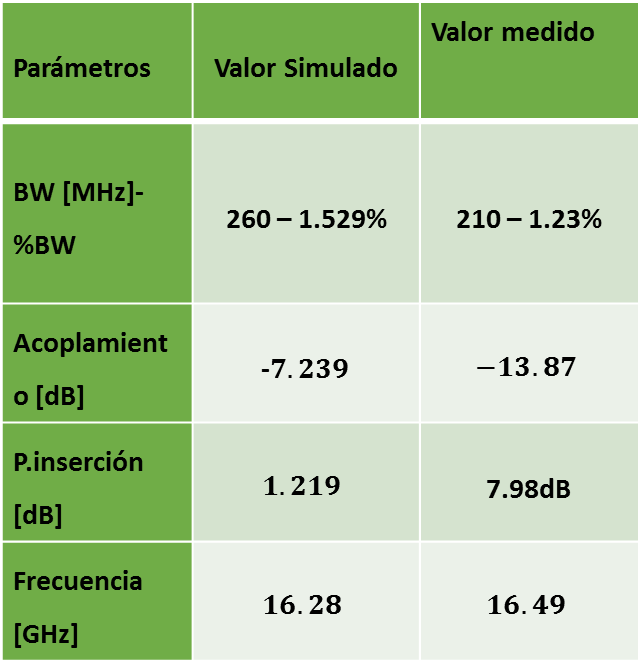 Parámetros
Valor Simulado
Valor medido
BW [MHz]-
%BW
260 – 1.529%
210 – 1.23%
Acoplamient
o [dB]
-7.239
−13.87
P.inserción
[dB]
1.219
7.98dB
Frecuencia
[GHz]
16.28
16.49